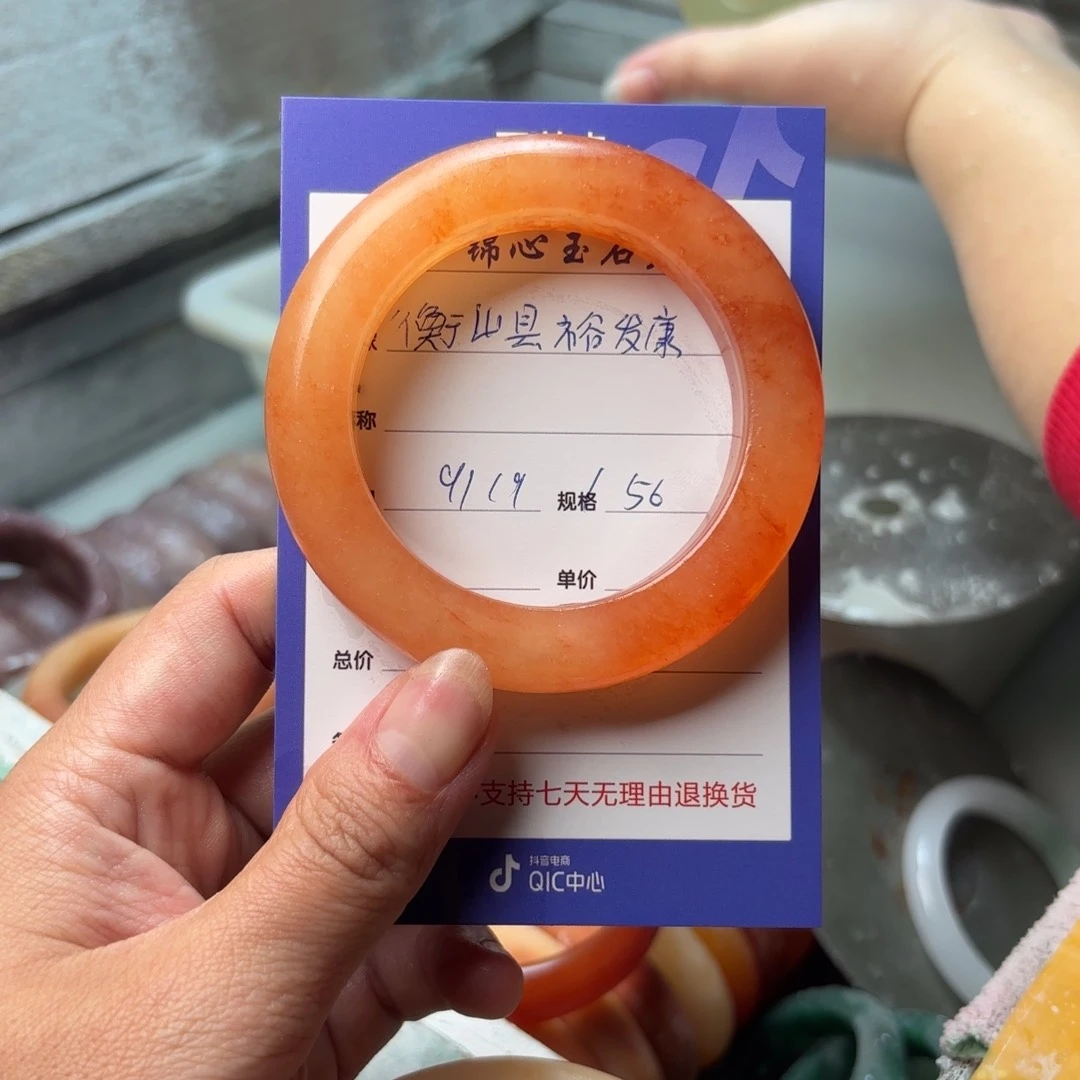 锦心玉石
衡山县裕发康
称
9119 规格 56
单价
总价
支持七天无理由退换货
抖音电商
QIC中心